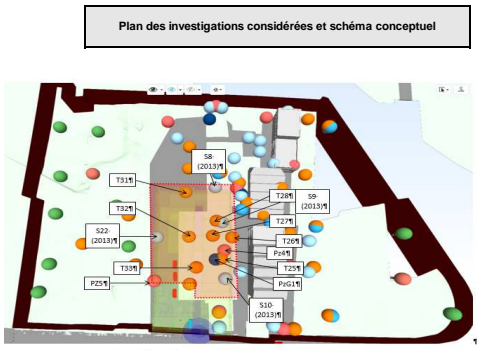 Plan des investigations considérées et schéma conceptuel
S8-
(2013)¶
T31¶
T28¶
S9-
(2013)¶
T32¶
T27¶
S22-
(2013)¶
T26¶
Pz4¶
T33¶
T25¶
PZ5¶
PzG1¶
S10-
(2013)¶
¶